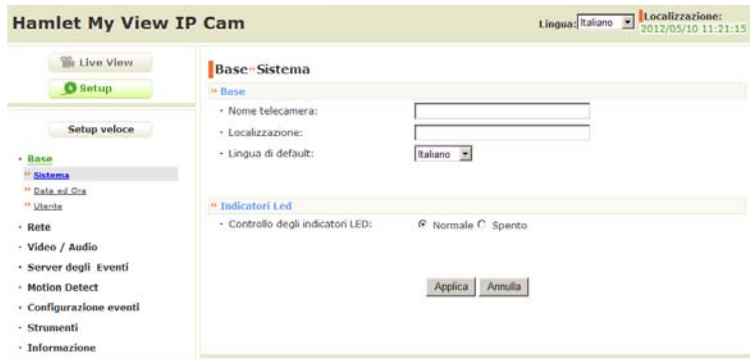 Hamlet My View IP Cam
Lingua: Italiano
Localizzazione:
2012/05/10 11:21:15
Live View
Setup
Setup veloce
Base
Sistema
Data ed Ora
Utente
Rete
Video / Audio
Server degli Eventi
Motion Detect
Configurazione eventi
Strumenti
Informazione
Base››Sistema
Base
Nome telecamera:
Localizzazione:
Lingua di default: Italiano
Indicatori Led
Controllo degli indicatori LED: Normale Spento
Applica Annulla